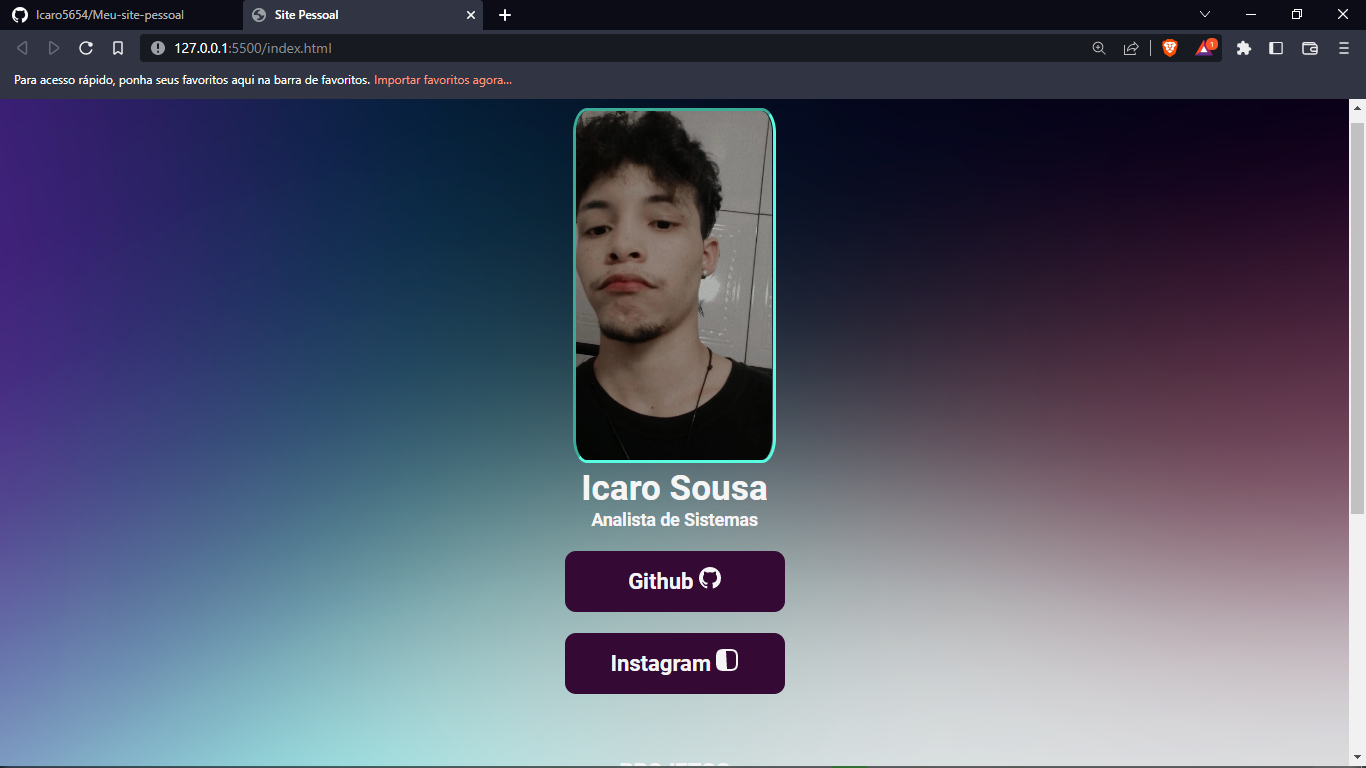 Icaro5654/Meu-site-pessoal
Site Pessoal
127.0.0.1:5500/index.html
1
Para acesso rápido, ponha seus favoritos aqui na barra de favoritos. Importar favoritos agora...
Icaro Sousa
Analista de Sistemas
Github
Instagram